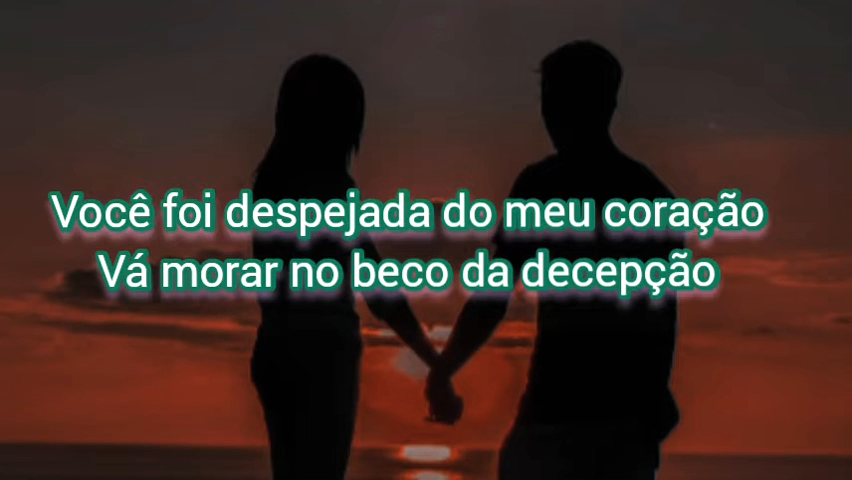 Você foi despejada do meu coração
Vá morar no beco da decepção